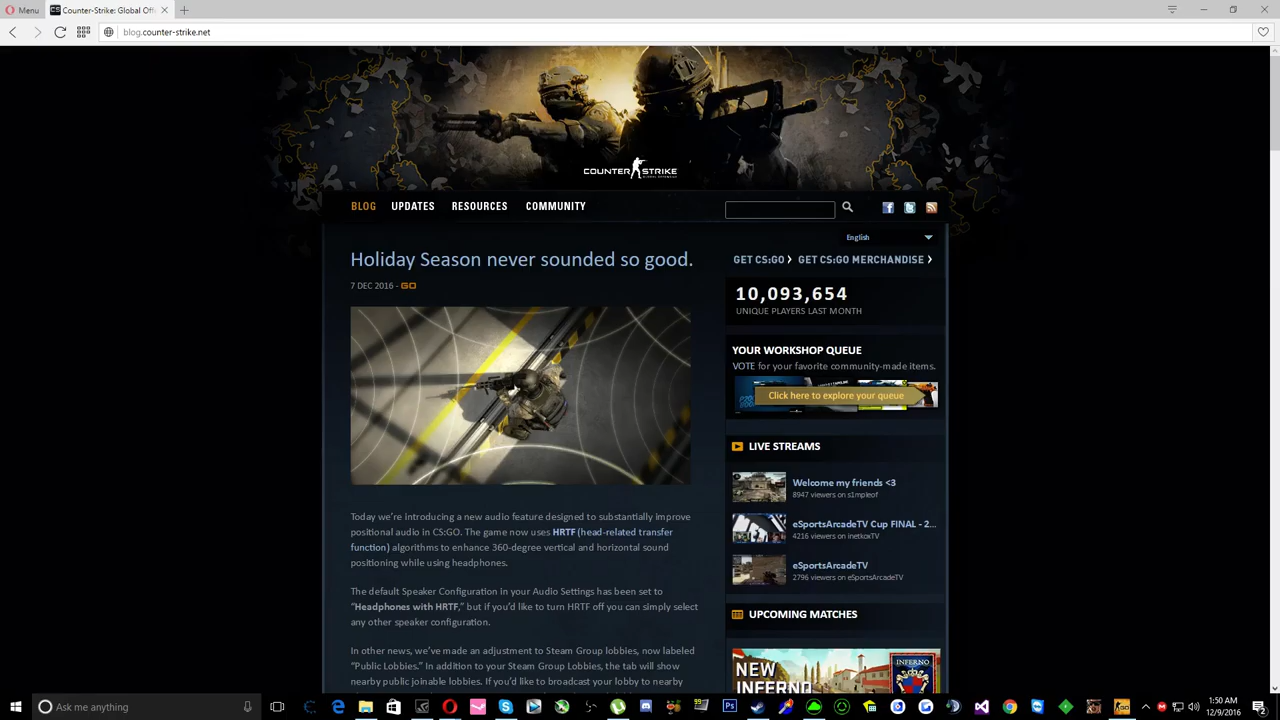 Menu
Counter-Strike: Global Off
blog.counter-strike.net
COUNTER STRIKE
GLOBAL OFFENSIVE
BLOG UPDATES RESOURCES COMMUNITY
English
Holiday Season never sounded so good.
7 DEC 2016 - GO
Today we're introducing a new audio feature designed to substantially improve
positional audio in CS:GO. The game now uses HRTF (head-related transfer
function) algorithms to enhance 360-degree vertical and horizontal sound
positioning while using headphones.
The default Speaker Configuration in your Audio Settings has been set to
“Headphones with HRTF,” but if you'd like to turn HRTF off you can simply select
any other speaker configuration.
In other news, we've made an adjustment to Steam Group lobbies, now labeled
“Public Lobbies.” In addition to your Steam Group Lobbies, the tab will show
nearby public joinable lobbies. If you'd like to broadcast your lobby to nearby
GET CS:GO GET CS:GO MERCHANDISE
10,093,654
UNIQUE PLAYERS LAST MONTH
YOUR WORKSHOP QUEUE
VOTE for your favorite community-made items.
Click here to explore your queue
LIVE STREAMS
Welcome my friends <3
8947 viewers on s1mpleof
eSportsArcadeTV Cup FINAL - 2...
4216 viewers on inetkoxTV
eSportsArcadeTV
2796 viewers on eSportsArcadeTV
UPCOMING MATCHES
NEW
INFERNO
INFERNO
Ask me anything
1:50 AM
12/9/2016